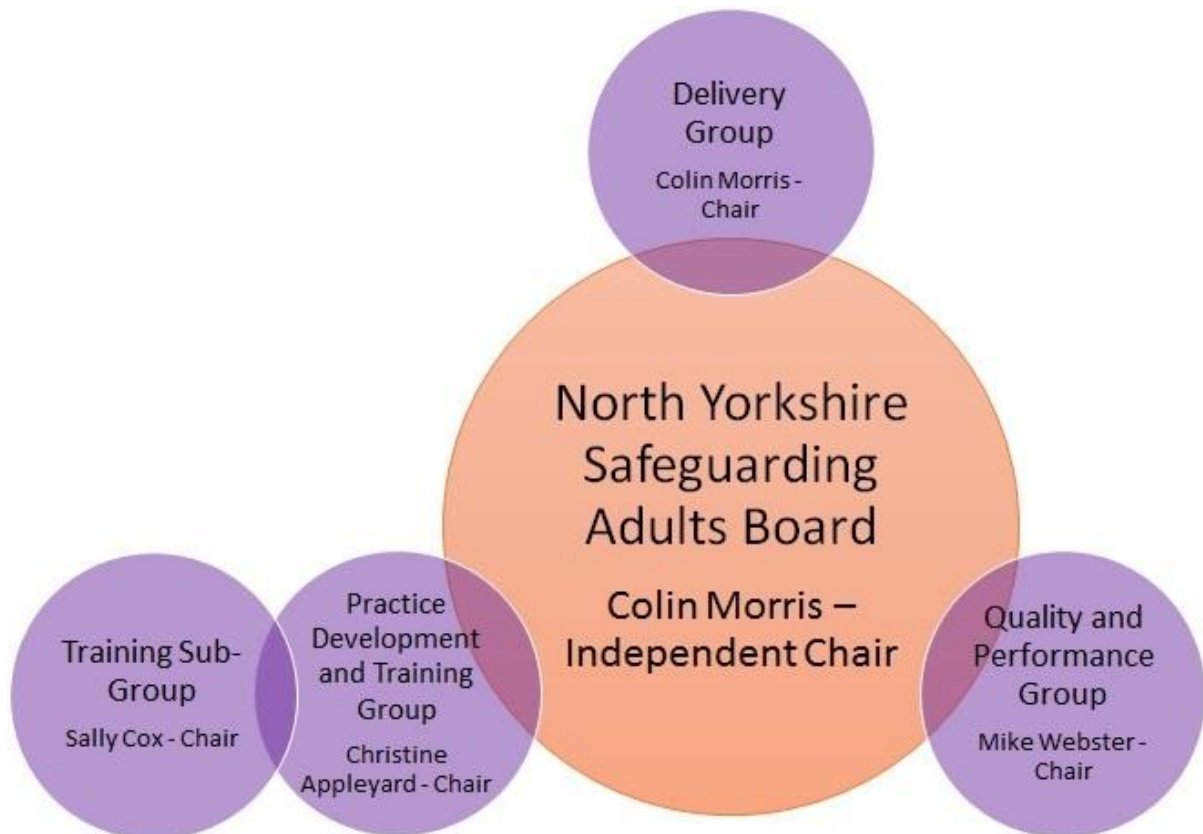 Delivery
Group
Colin Morris -
Chair
North Yorkshire
Safeguarding
Adults Board
Colin Morris –
Independent Chair
Training Sub-
Group
Sally Cox - Chair
Practice
Development
and Training
Group
Christine
Appleyard - Chair
Quality and
Performance
Group
Mike Webster -
Chair